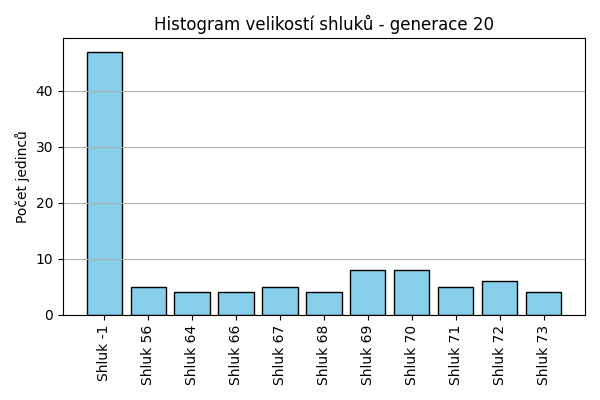 Histogram velikostí shluků - generace 20
Počet jedinců
40
30
20
10
0
Shluk -1
Shluk 56
Shluk 64
Shluk 66
Shluk 67
Shluk 68
Shluk 69
Shluk 70
Shluk 71
Shluk 72
Shluk 73